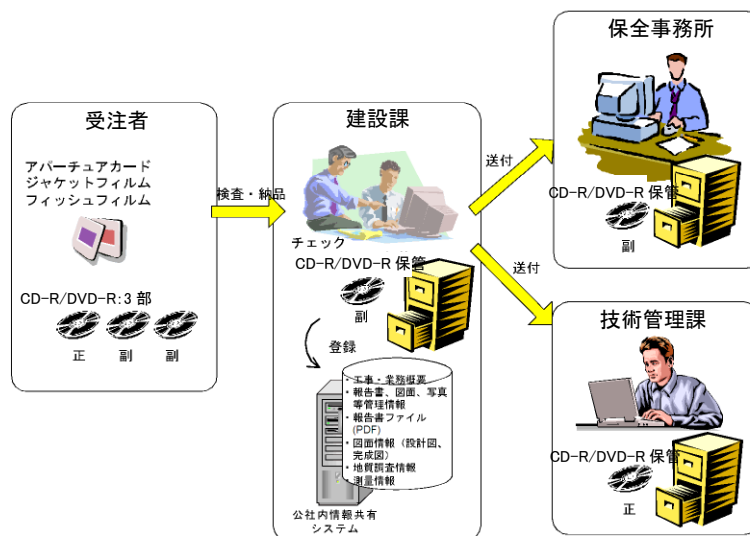 受注者
アパーチュアカード
ジャケットフィルム
フィッシュフィルム
CD-R/DVD-R:3部
正 副 副
検査・納品
建設課
チェック
CD-R/DVD-R 保管
副
登録
・工事・業務概要
・報告書、図面、写真
等管理情報
・報告書ファイル
(PDF)
・図面情報（設計図、
完成図）
・地質調査情報
・測量情報
公社内情報共有
システム
送付
送付
保全事務所
CD-R/DVD-R 保管
副
技術管理課
CD-R/DVD-R 保管
正